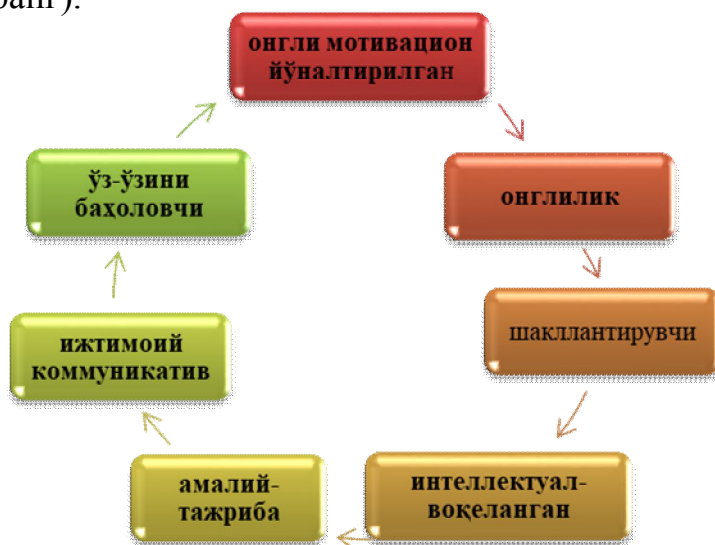 онгли мотивацион
йўналтирилган
онглилик
шакллантирувчи
интеллектуал-
воқеланган
амалий-
тажриба
ижтимоий
коммуникатив
ўз-ўзини
баҳоловчи